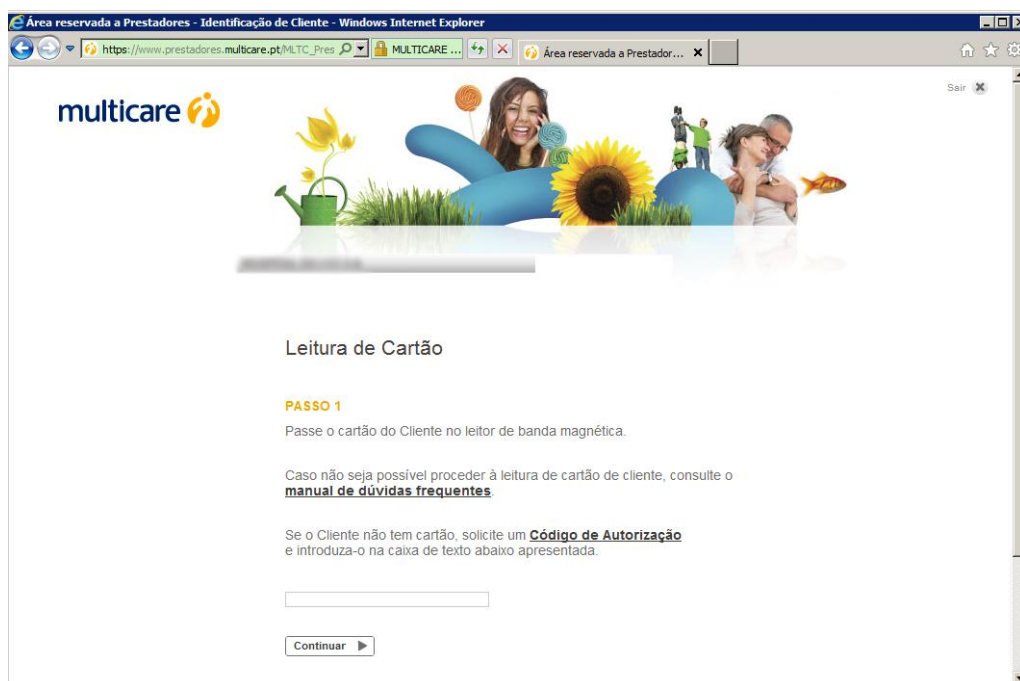 Área reservada a Prestadores - Identificação de Cliente - Windows Internet Explorer
https://www.prestadores.multicare.pt/MLTC_Pres
MULTICARE ...
Área reservada a Prestador...
multicare
Sair
Leitura de Cartão
PASSO 1
Passe o cartão do Cliente no leitor de banda magnética.
Caso não seja possível proceder à leitura de cartão de cliente, consulte o
manual de dúvidas frequentes.
Se o Cliente não tem cartão, solicite um Código de Autorização
e introduza-o na caixa de texto abaixo apresentada.
Continuar